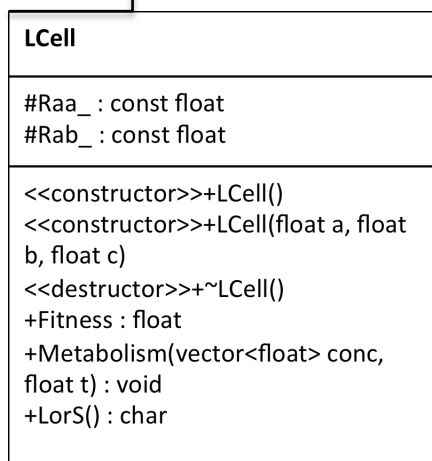 LCell
#Raa_ : const float
#Rab_ : const float
<<constructor>>+LCell()
<<constructor>>+LCell(float a, float
b, float c)
<<destructor>>+~LCell()
+Fitness : float
+Metabolism(vector<float> conc,
float t) : void
+LorS() : char